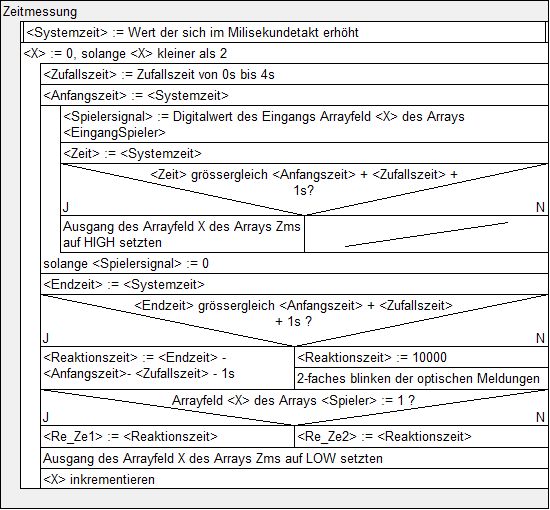 Zeitmessung
<Systemzeit> := Wert der sich im Milisekundetakt erhöht
<X> := 0, solange <X> kleiner als 2
<Zufallszeit> := Zufallszeit von 0s bis 4s
<Anfangszeit> := <Systemzeit>
<Spielersignal> := Digitalwert des Eingangs Arrayfeld <X> des Arrays
<EingangSpieler>
<Zeit> := <Systemzeit>
<Zeit> grössergleich <Anfangszeit> + <Zufallszeit> +
1s?
J N
Ausgang des Arrayfeld X des Arrays Zms
auf HIGH setzten
solange <Spielersignal> := 0
<Endzeit> := <Systemzeit>
<Endzeit> grössergleich <Anfangszeit> + <Zufallszeit>
+ 1s ?
J N
<Reaktionszeit> := <Endzeit> -
<Anfangszeit>- <Zufallszeit> - 1s
<Reaktionszeit> := 10000
2-faches blinken der optischen Meldungen
Arrayfeld <X> des Arrays <Spieler> := 1 ?
J N
<Re_Ze1> := <Reaktionszeit>
<Re_Ze2> := <Reaktionszeit>
Ausgang des Arrayfeld X des Arrays Zms auf LOW setzten
<X> inkrementieren